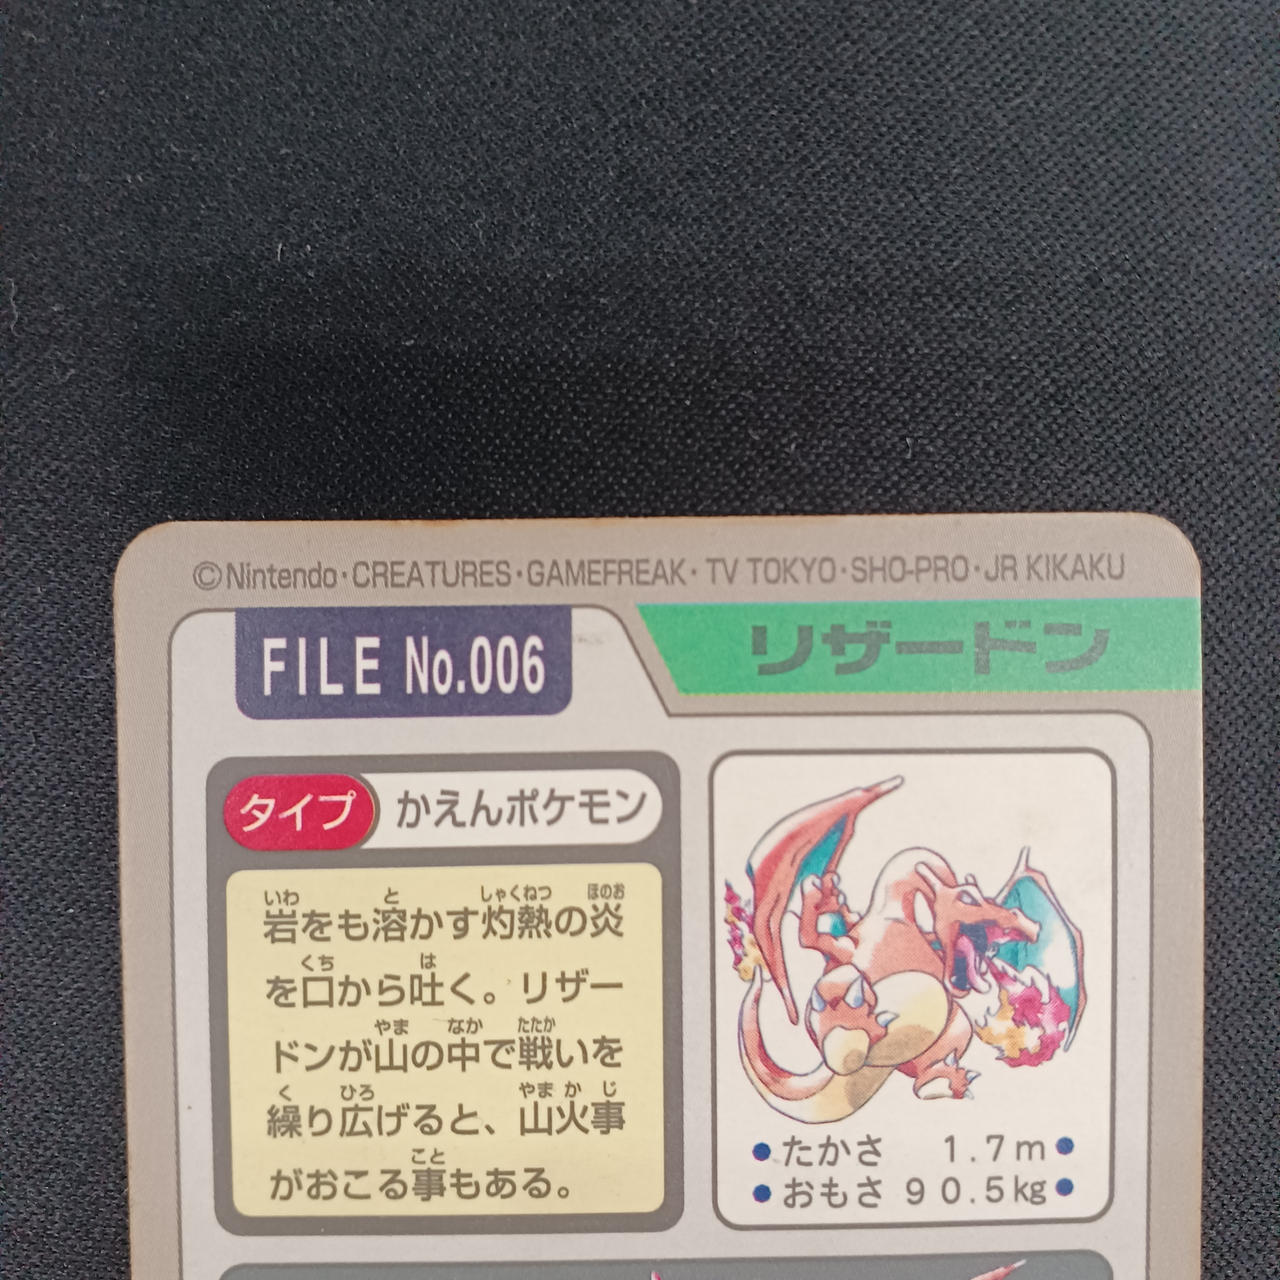 ©Nintendo・CREATURES・GAMEFREAK・TV TOKYO・SHO-PRO・JR KIKAKU
FILE No.006
リザードン
タイプ かえんポケモン
いわ と しゃくねつ ほのお
岩をも溶かす灼熱の炎
くち は
を口から吐く。リザー
やま なか たたか
ドンが山の中で戦いを
く ひろ やま か じ
繰り広げると、山火事
こと
がおこる事もある。
●たかさ 1.7m●
●おもさ 90.5kg●